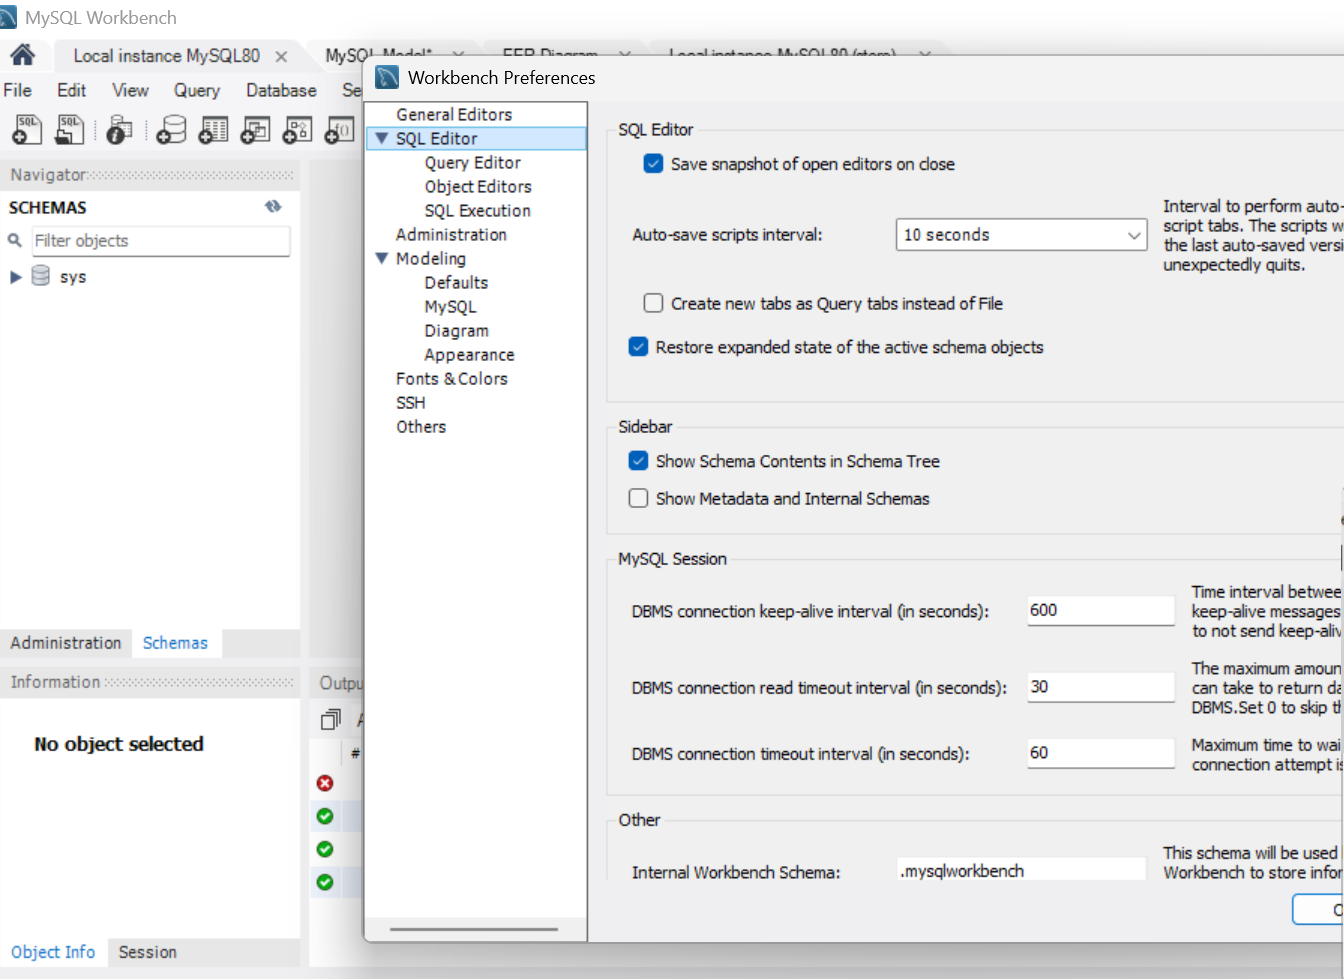 MySQL Workbench
Local instance MySQL80
MySQL Model*
EER Diagram
Local instance MySQL80 (store)
File Edit View Query Database Se
Workbench Preferences
Navigator
SCHEMAS
Filter objects
sys
Administration Schemas
Information
No object selected
Object Info Session
Outpu
#
General Editors
SQL Editor
Query Editor
Object Editors
SQL Execution
Administration
Modeling
Defaults
MySQL
Diagram
Appearance
Fonts & Colors
SSH
Others
SQL Editor
Save snapshot of open editors on close
Auto-save scripts interval:
10 seconds
Interval to perform auto-
script tabs. The scripts w
the last auto-saved versi
unexpectedly quits.
Create new tabs as Query tabs instead of File
Restore expanded state of the active schema objects
Sidebar
Show Schema Contents in Schema Tree
Show Metadata and Internal Schemas
MySQL Session
DBMS connection keep-alive interval (in seconds):
600
Time interval betwee
keep-alive messages
to not send keep-aliv
DBMS connection read timeout interval (in seconds):
30
The maximum amoun
can take to return da
DBMS.Set 0 to skip th
DBMS connection timeout interval (in seconds):
60
Maximum time to wai
connection attempt is
Other
Internal Workbench Schema:
.mysqlworkbench
This schema will be used
Workbench to store infor